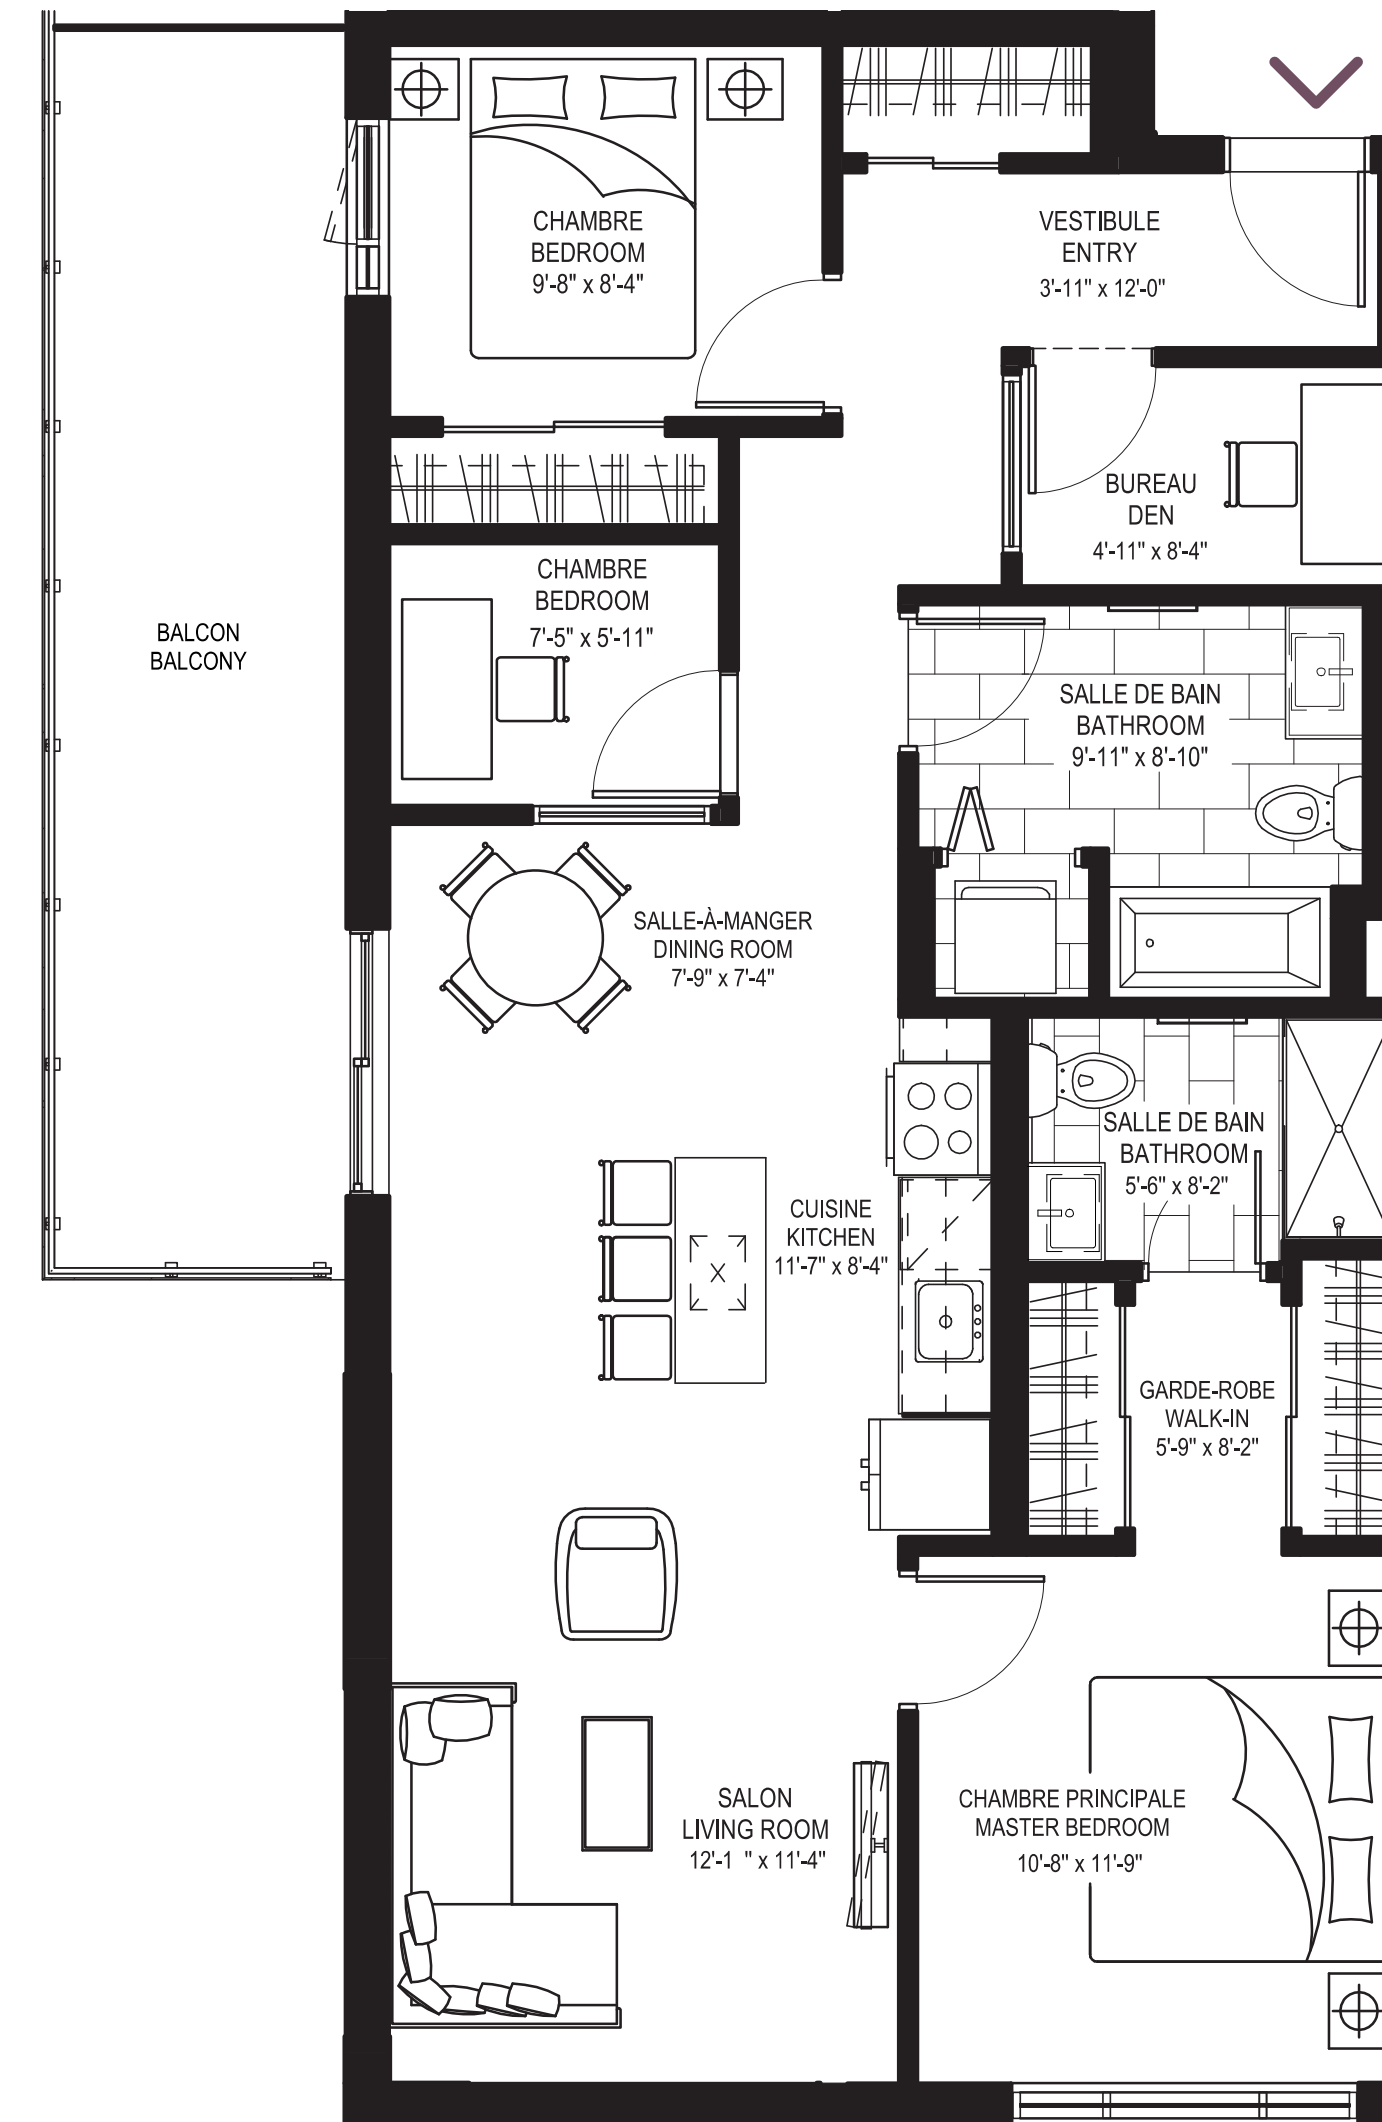 CHAMBRE
BEDROOM
9'-8" x 8'-4"
VESTIBULE
ENTRY
3'-11" x 12'-0"
BUREAU
DEN
4'-11" x 8'-4"
CHAMBRE
BEDROOM
7'-5" x 5'-11"
BALCON
BALCONY
SALLE DE BAIN
BATHROOM
9'-11" x 8'-10"
SALLE-À-MANGER
DINING ROOM
7'-9" x 7'-4"
SALLE DE BAIN
BATHROOM
5'-6" x 8'-2"
CUISINE
KITCHEN
11'-7" x 8'-4"
GARDE-ROBE
WALK-IN
5'-9" x 8'-2"
SALON
LIVING ROOM
12'-1 " x 11'-4"
CHAMBRE PRINCIPALE
MASTER BEDROOM
10'-8" x 11'-9"